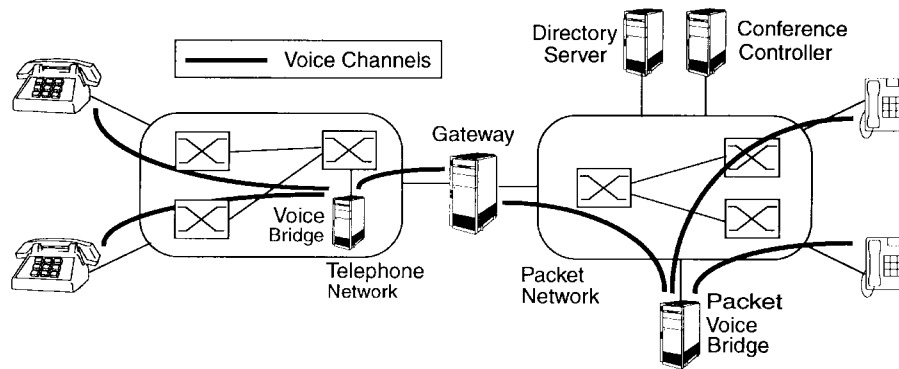 Voice Channels
Directory
Server
Conference
Controller
Gateway
Voice
Bridge
Telephone
Network
Packet
Network
Packet
Voice
Bridge